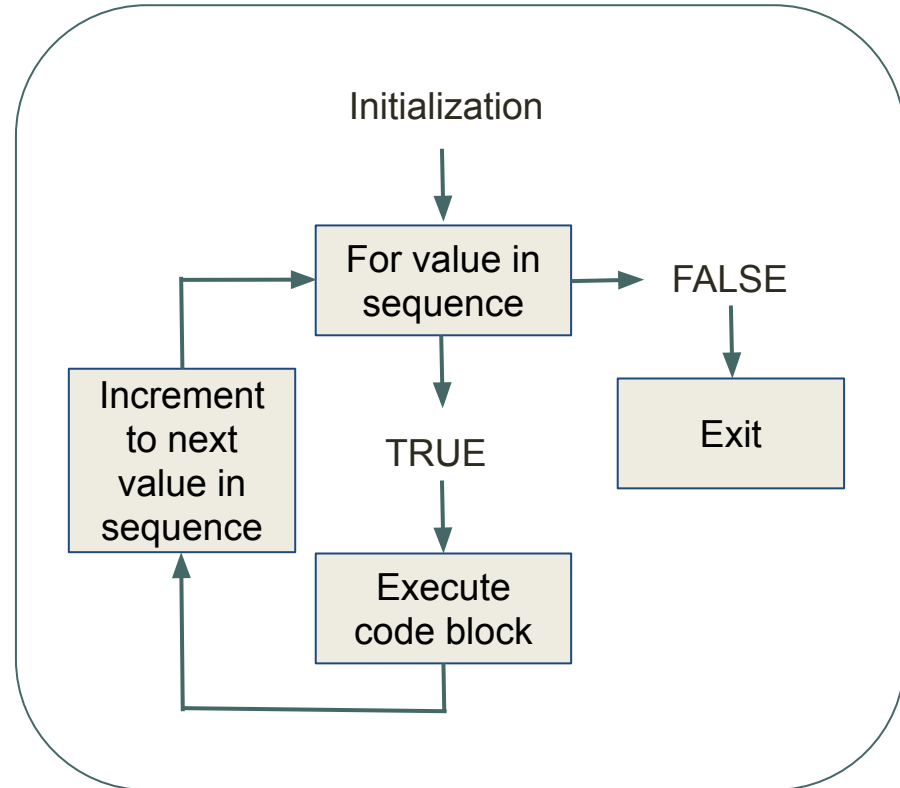 Initialization
For value in
sequence
FALSE
Increment
to next
value in
sequence
TRUE
Exit
Execute
code block